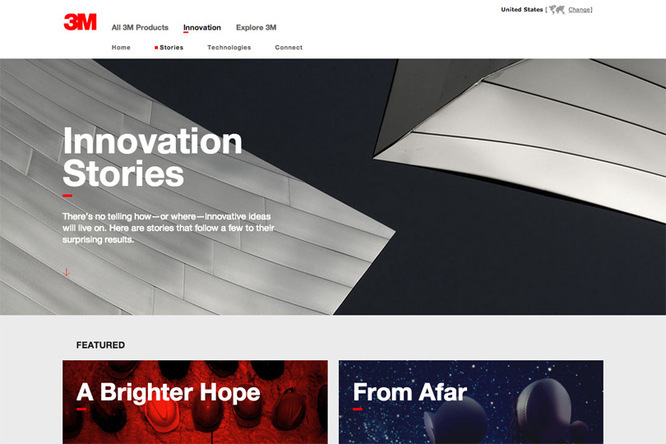 United States [ Change]
3M
All 3M Products Innovation Explore 3M
Home Stories Technologies Connect
Innovation
Stories
There's no telling how—or where—innovative ideas
will live on. Here are stories that follow a few to their
surprising results.
FEATURED
A Brighter Hope From Afar